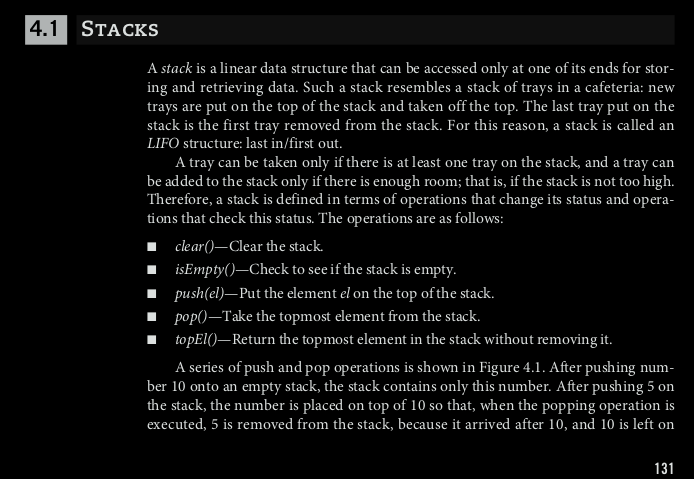 4.1 STACKS
A stack is a linear data structure that can be accessed only at one of its ends for stor-
ing and retrieving data. Such a stack resembles a stack of trays in a cafeteria: new
trays are put on the top of the stack and taken off the top. The last tray put on the
stack is the first tray removed from the stack. For this reason, a stack is called an
LIFO structure: last in/first out.
A tray can be taken only if there is at least one tray on the stack, and a tray can
be added to the stack only if there is enough room; that is, if the stack is not too high.
Therefore, a stack is defined in terms of operations that change its status and opera-
tions that check this status. The operations are as follows:
■ clear()—Clear the stack.
■ isEmpty()—Check to see if the stack is empty.
■ push(el)—Put the element el on the top of the stack.
■ pop()—Take the topmost element from the stack.
■ topEl()—Return the topmost element in the stack without removing it.
A series of push and pop operations is shown in Figure 4.1. After pushing num-
ber 10 onto an empty stack, the stack contains only this number. After pushing 5 on
the stack, the number is placed on top of 10 so that, when the popping operation is
executed, 5 is removed from the stack, because it arrived after 10, and 10 is left on
131